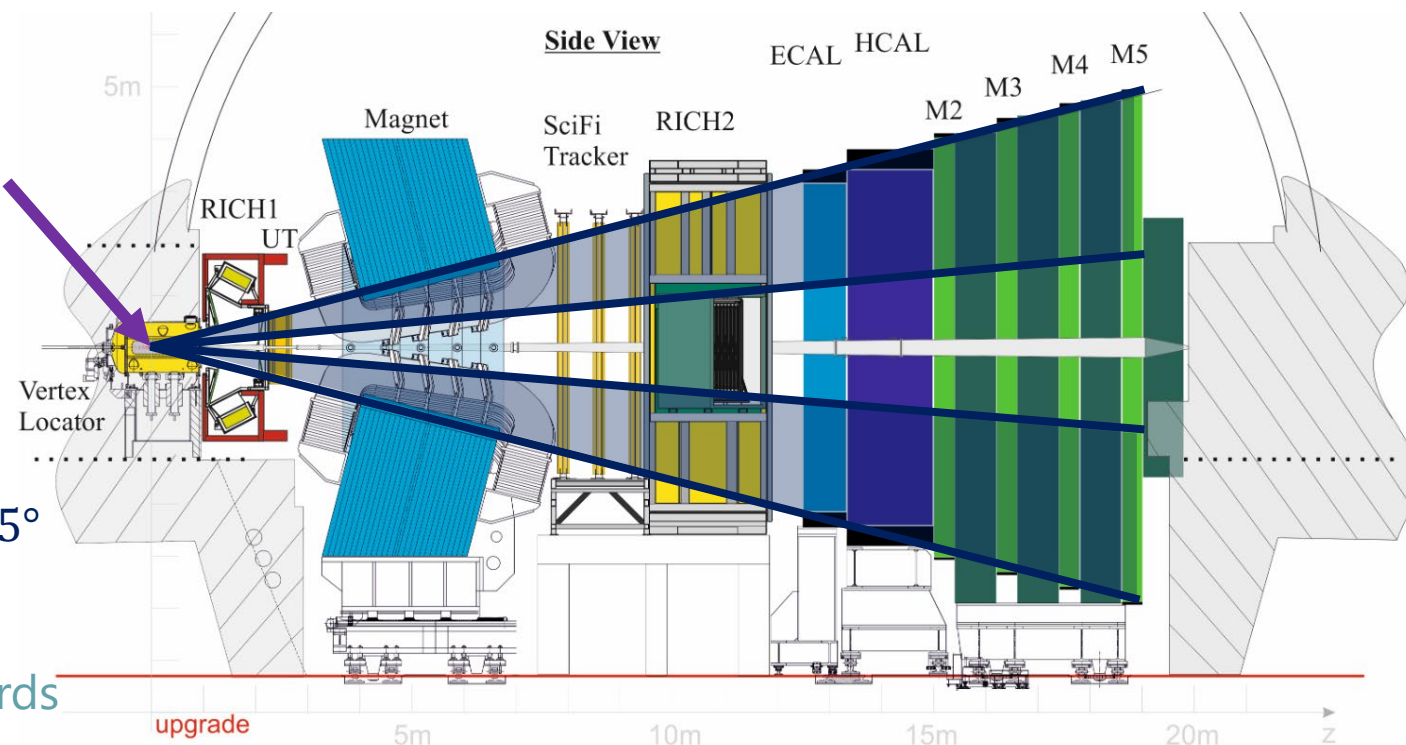 Side View
ECAL
HCAL
M5
M4
M3
M2
5m
Magnet
SciFi
Tracker
RICH2
RICH1
UT
Vertex
Locator
5°
rds
upgrade
5m
10m
15m
20m
z